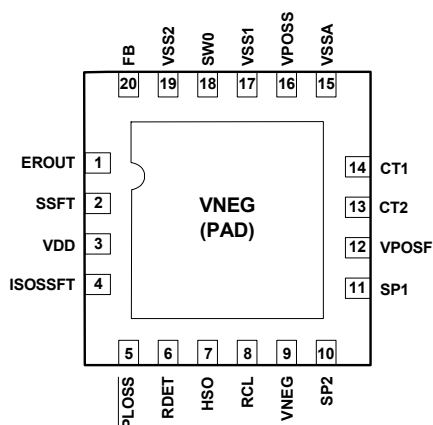 FB
VSS2
SW0
VSS1
VPOSS
VSSA
20
19
18
17
16
15
EROUT 1
SSFT 2
VDD 3
ISOSSFT 4
VNEG
(PAD)
14 CT1
13 CT2
12 VPOSF
11 SP1
5
6
7
8
9
10
PLOSS
RDET
HSO
RCL
VNEG
SP2